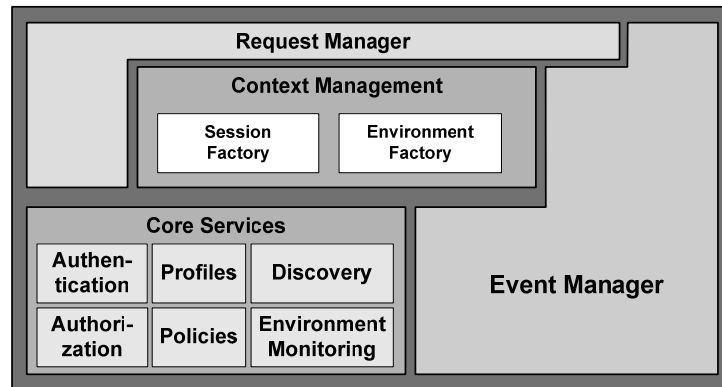 Request Manager
Context Management
Session
Factory
Environment
Factory
Core Services
Authen-
tication
Profiles
Discovery
Authori-
zation
Policies
Environment
Monitoring
Event Manager